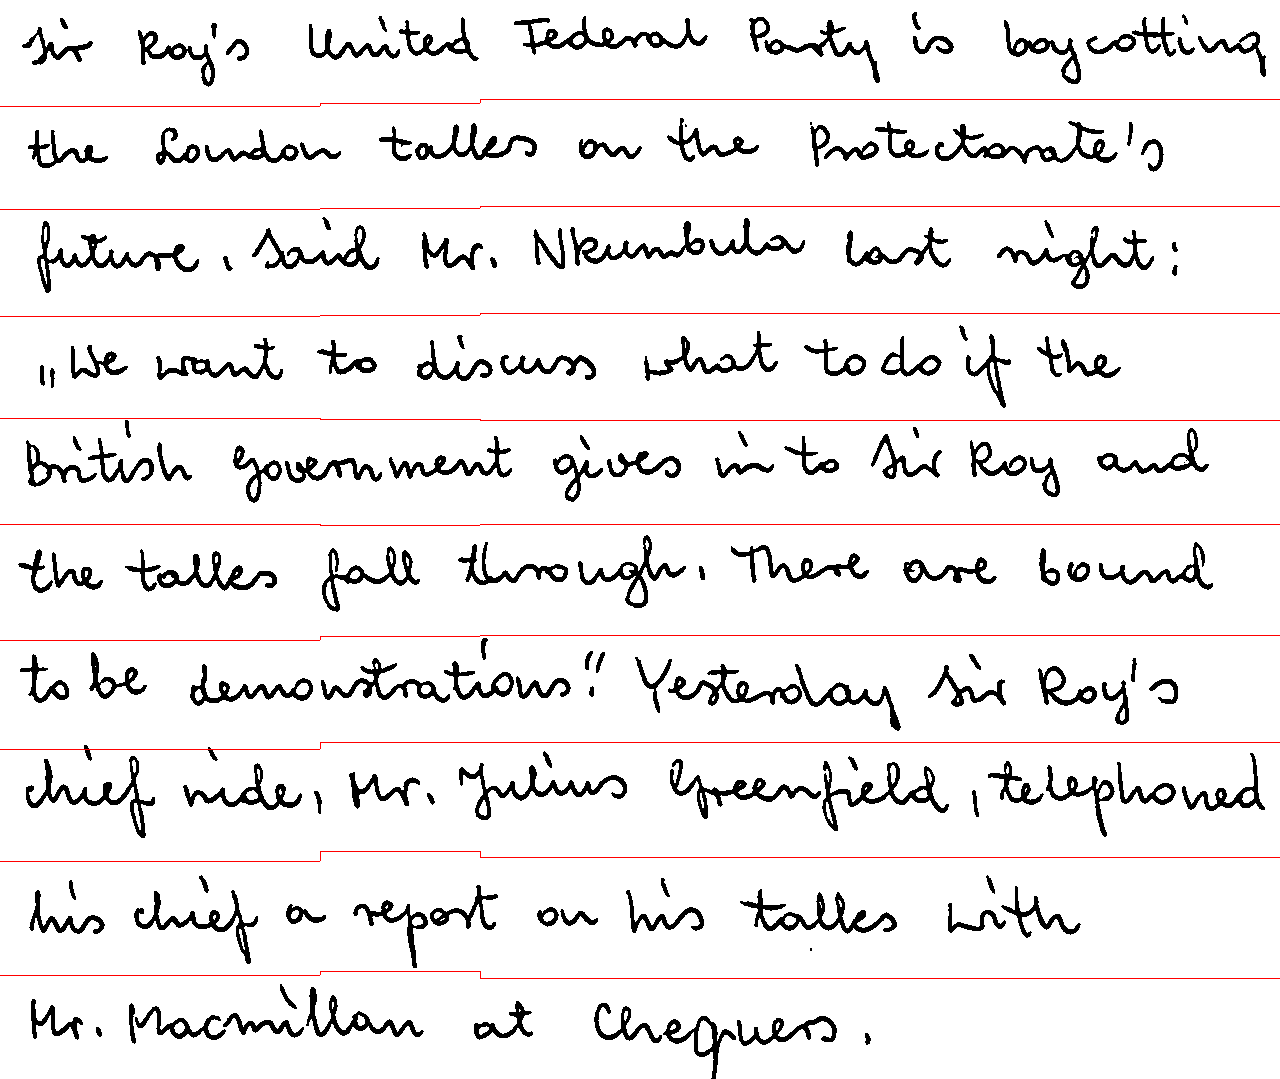 Sir Roy's United Federal Party is boycotting
the London talks on the Protectorate's
future. Said Mr. Nkumbula last night:
„We want to discuss what to do if the
British Government gives in to Sir Roy and
the talks fall through. There are bound
to be demonstrations." Yesterday Sir Roy's
chief nide, Mr. Julius Greenfield, telephoned
his chief a report on his talks with
Mr. Macmillan at Chequers.